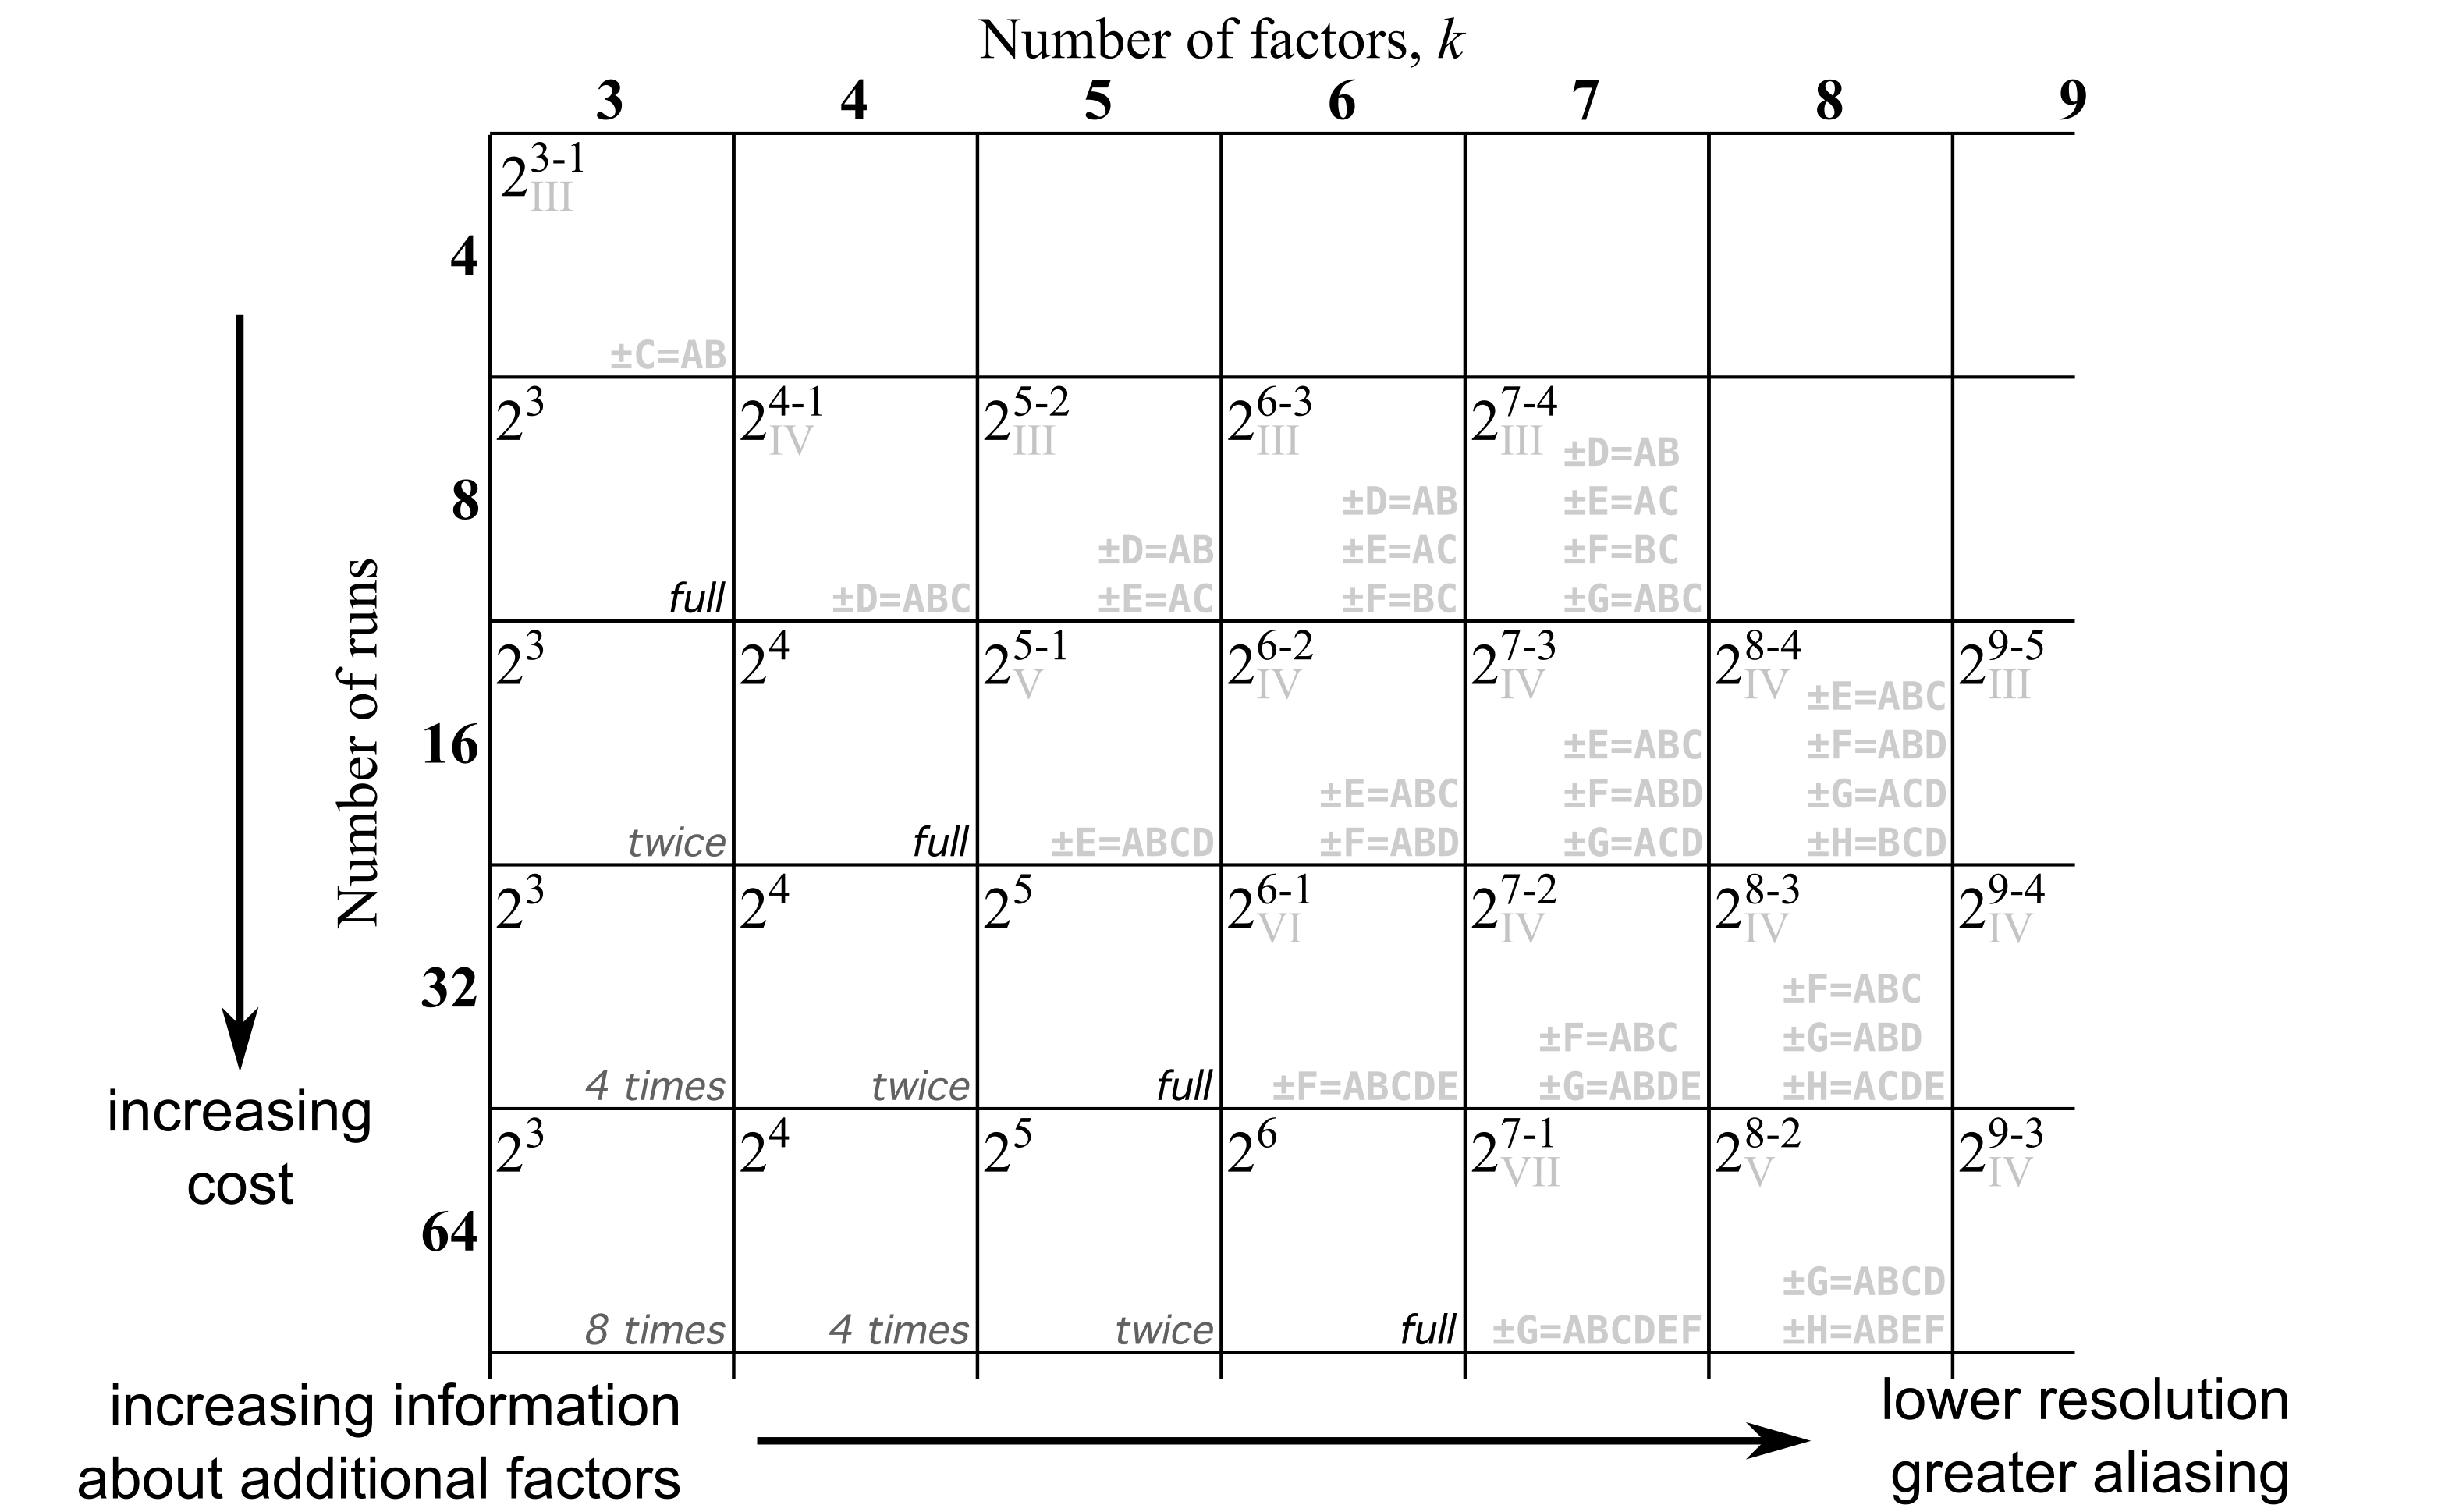 Number of factors, k
3 4 5 6 7 8 9
Number of runs
4
2^3-1 III
±C=AB
8
2^3
full
2^4-1 IV
±D=ABC
2^5-2 III
±D=AB
±E=AC
2^6-3 III
±D=AB
±E=AC
±F=BC
2^7-4 III
±D=AB
±E=AC
±F=BC
±G=ABC
16
2^3
twice
2^4
full
2^5-1 V
±E=ABCD
2^6-2 IV
±E=ABC
±F=ABD
2^7-3 IV
±E=ABC
±F=ABD
±G=ACD
2^8-4 IV
±E=ABC
±F=ABD
±G=ACD
±H=BCD
2^9-5 III
32
2^3
4 times
2^4
twice
2^5
full
2^6-1 VI
±F=ABCDE
2^7-2 IV
±F=ABC
±G=ABDE
2^8-3 IV
±F=ABC
±G=ABD
±H=ACDE
2^9-4 IV
64
2^3
8 times
2^4
4 times
2^5
twice
2^6
full
2^7-1 VII
±G=ABCDEF
2^8-2 V
±G=ABCD
±H=ABEF
2^9-3 IV
increasing
cost
increasing information
about additional factors
lower resolution
greater aliasing